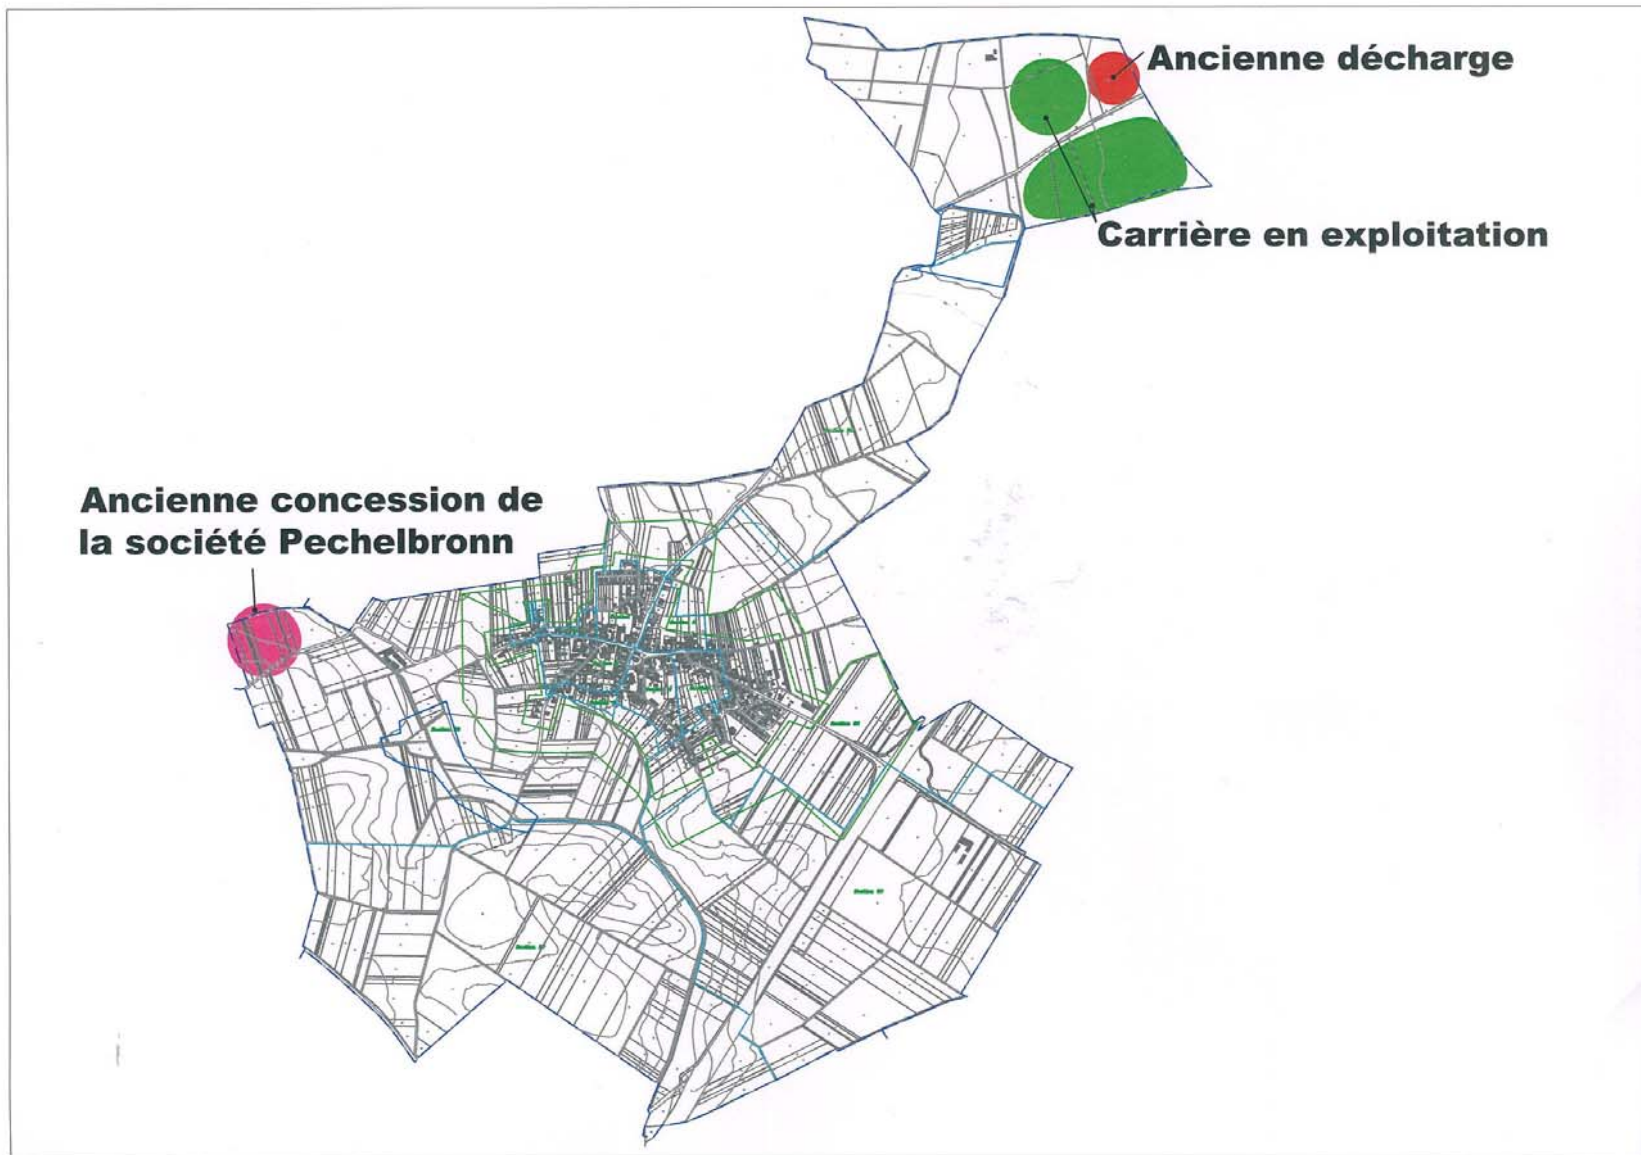 Ancienne décharge
Carrière en exploitation
Ancienne concession de
la société Pechelbronn